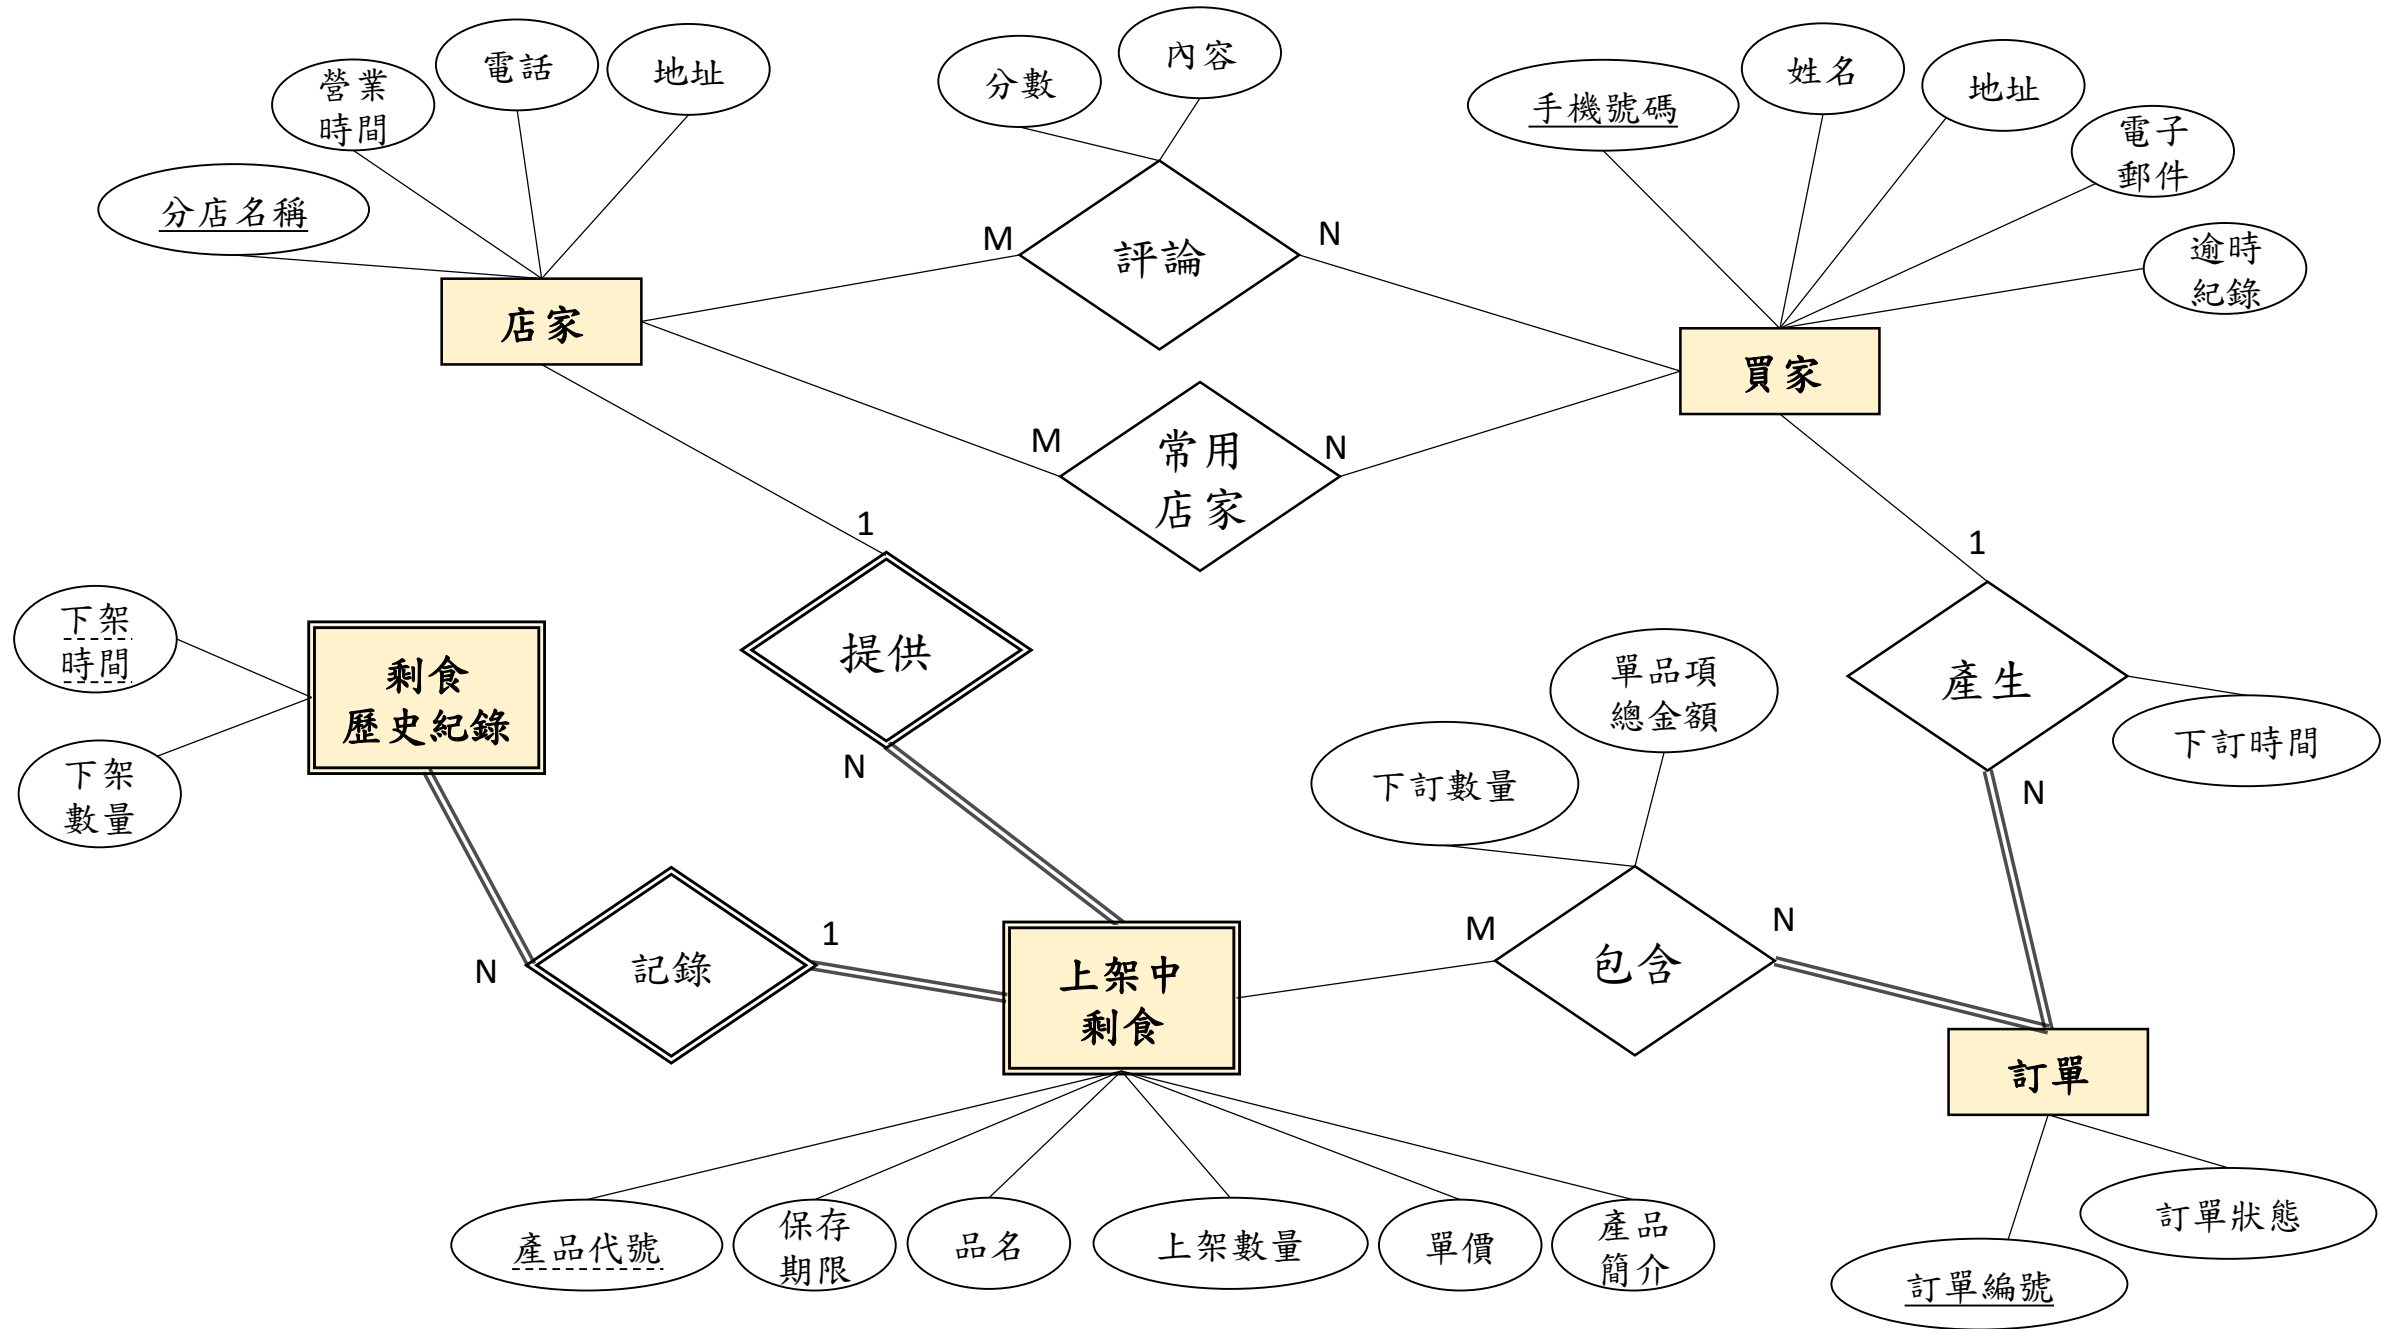 電話
地址
營業
時間
分店名稱
店家
分數
內容
M
評論
N
M
常用
店家
N
手機號碼
姓名
地址
電子
郵件
逾時
紀錄
買家
1
提供
N
1
產生
N
下訂時間
下架
時間
下架
數量
剩食
歷史紀錄
N
記錄
1
上架中
剩食
單品項
總金額
下訂數量
M
包含
N
訂單
訂單狀態
訂單編號
產品代號
保存
期限
品名
上架數量
單價
產品
簡介